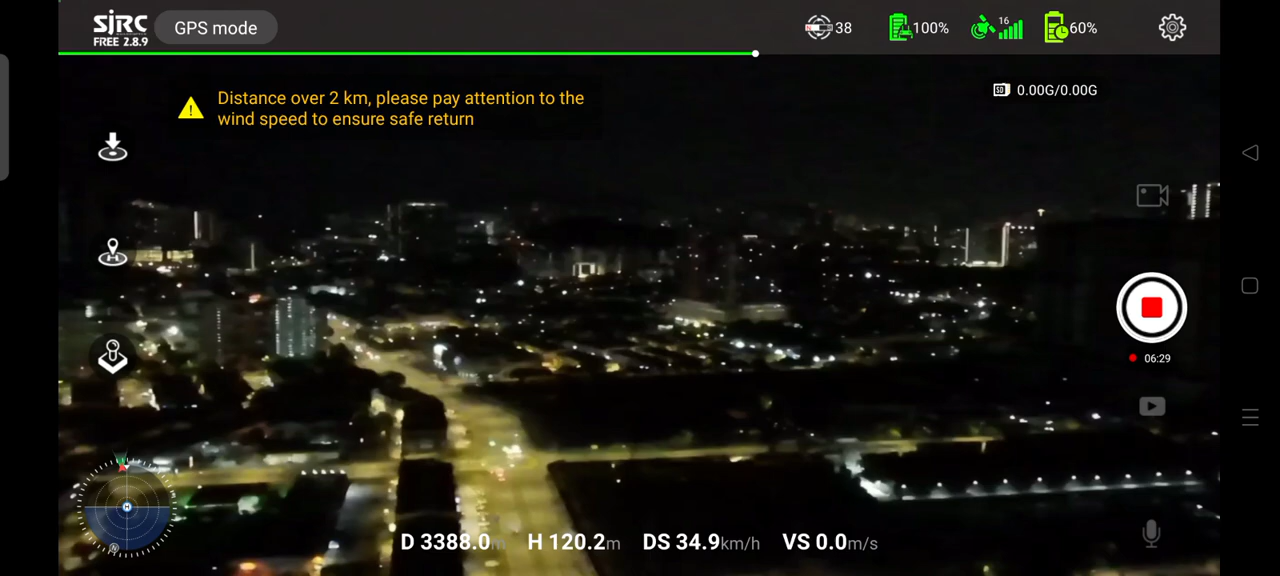 SJRC
FREE 2.8.9
GPS mode
38
100%
16
60%
Distance over 2 km, please pay attention to the
wind speed to ensure safe return
SD 0.00G/0.00G
06:29
D 3388.0m H 120.2m DS 34.9km/h VS 0.0m/s
H
N